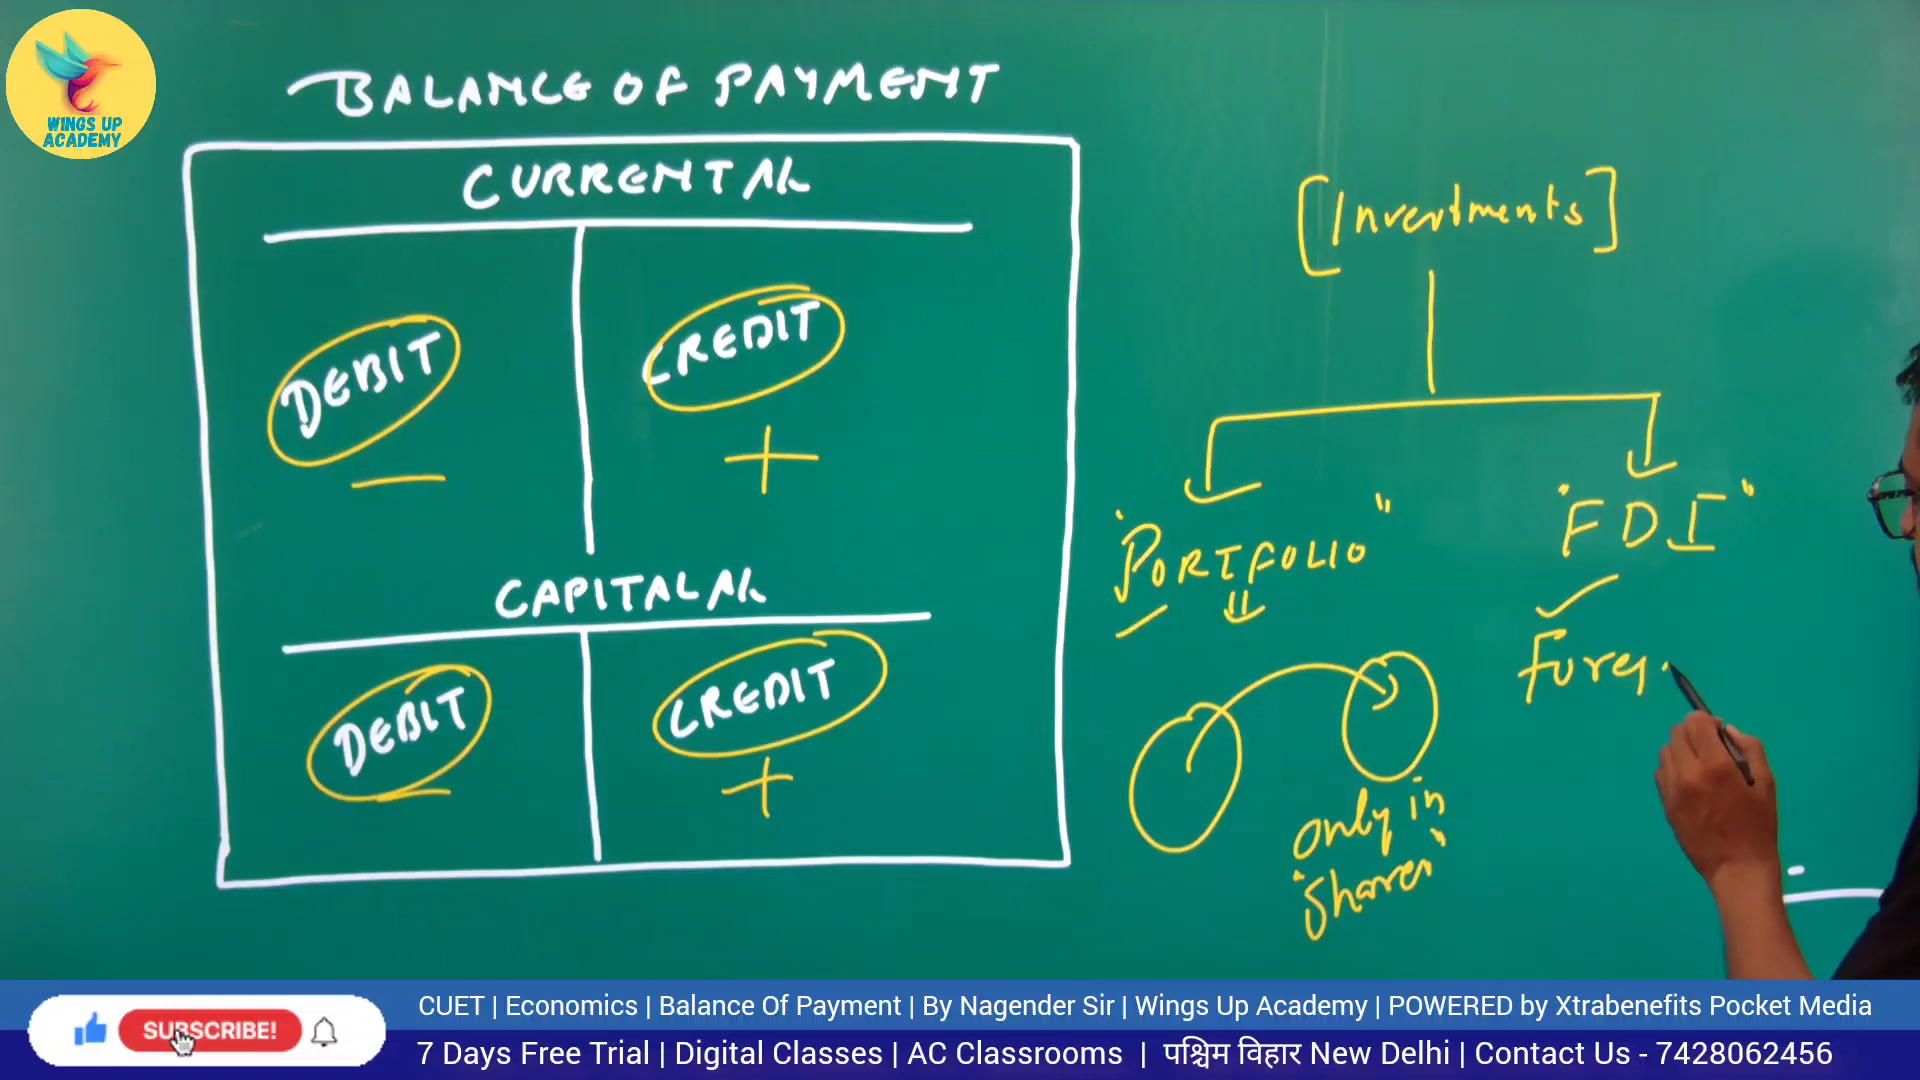 WINGS UP
ACADEMY
BALANCE OF PAYMENT
CURRENT A/c
DEBIT
CREDIT
—
+
CAPITAL A/c
DEBIT
CREDIT
—
+
[Investments]
"PORTFOLIO"
"FDI"
only in
"Shares"
SUBSCRIBE!
CUET | Economics | Balance Of Payment | By Nagender Sir | Wings Up Academy | POWERED by Xtrabenefits Pocket Media
7 Days Free Trial | Digital Classes | AC Classrooms | पश्चिम विहार New Delhi | Contact Us - 7428062456